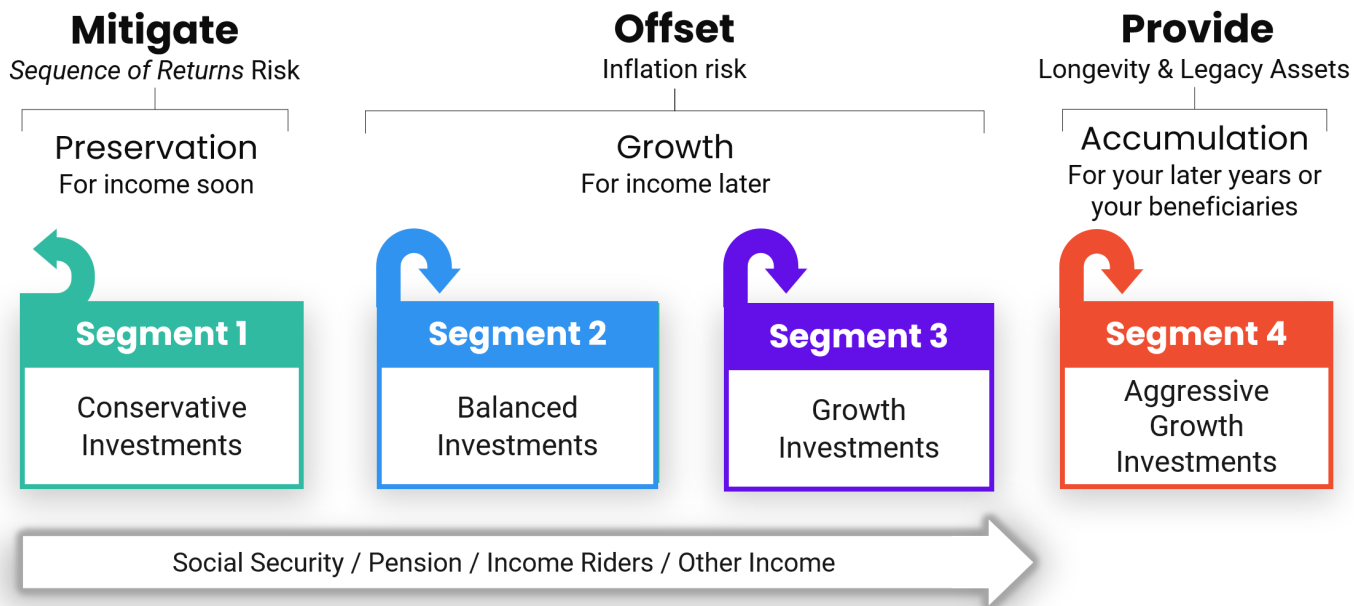 Mitigate
Sequence of Returns Risk
Preservation
For income soon
Offset
Inflation risk
Growth
For income later
Provide
Longevity & Legacy Assets
Accumulation
For your later years or
your beneficiaries
Segment 1
Conservative
Investments
Segment 2
Balanced
Investments
Segment 3
Growth
Investments
Segment 4
Aggressive
Growth
Investments
Social Security / Pension / Income Riders / Other Income